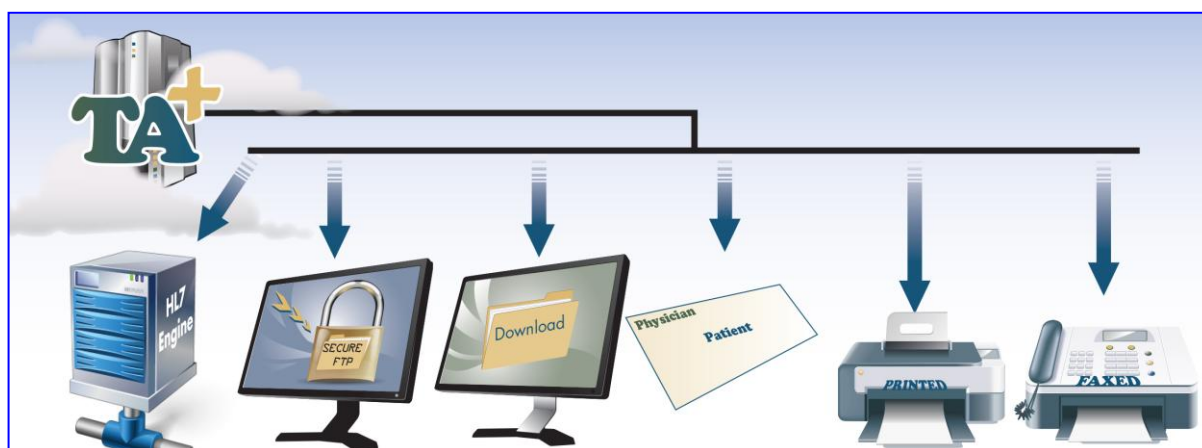 TA+
HL7
Engine
SECURE
FTP
Download
Physician
Patient
PRINTED
FAXED